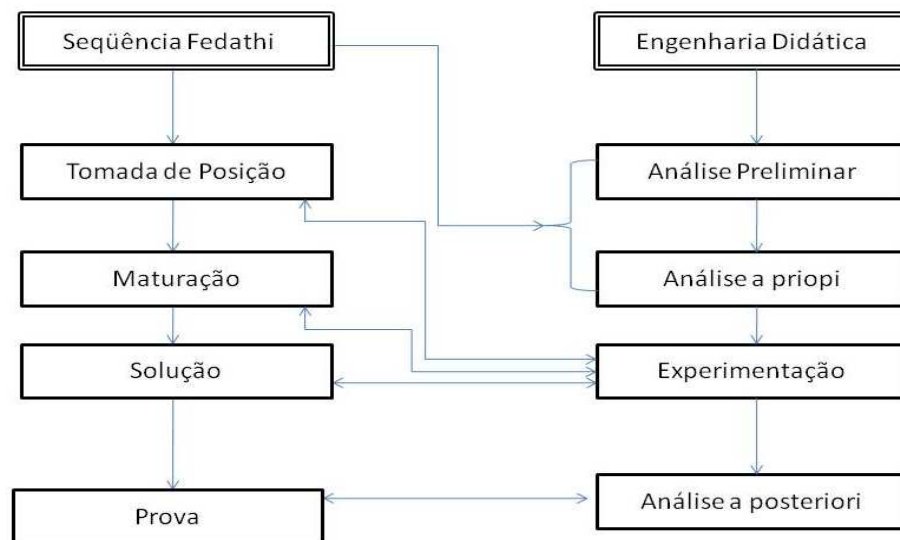 Seqüência Fedathi
Engenharia Didática
Tomada de Posição
Análise Preliminar
Maturação
Análise a priopi
Solução
Experimentação
Prova
Análise a posteriori